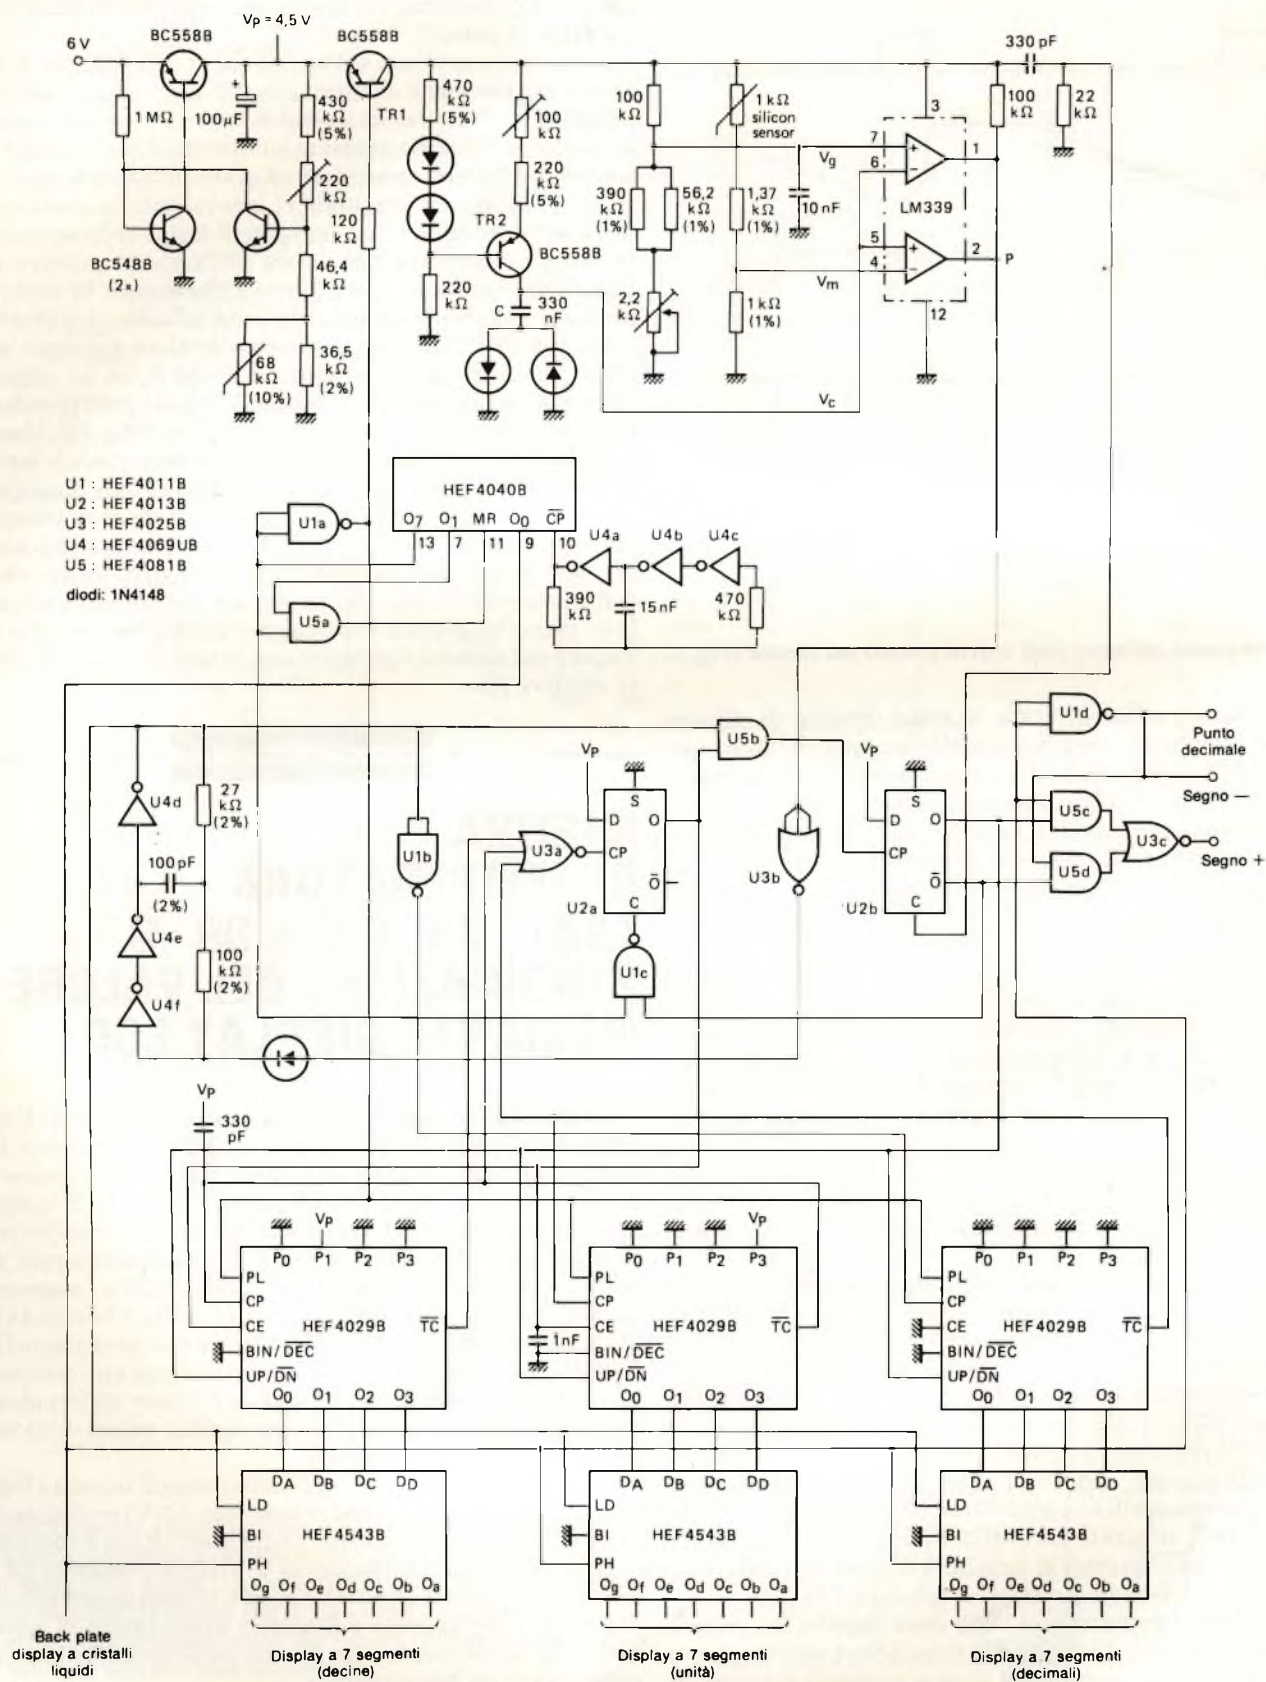 Vp = 4,5 V
6 V
BC558B
BC558B
1 MΩ
100µF
430 kΩ (5%)
220 kΩ
120 kΩ
BC548B (2x)
46,4 kΩ
68 kΩ (10%)
36,5 kΩ (2%)
TR1
470 kΩ (5%)
220 kΩ
100 kΩ
220 kΩ (5%)
TR2
BC558B
C
330 nF
100 kΩ
390 kΩ (1%)
56,2 kΩ (1%)
2,2 kΩ
1 kΩ silicon sensor
1,37 kΩ (1%)
1 kΩ (1%)
10 nF
Vg
Vm
Vc
3
7 +
6 −
1
LM339
5 +
4 −
2
P
12
330 pF
100 kΩ
22 kΩ
U1 : HEF4011B
U2 : HEF4013B
U3 : HEF4025B
U4 : HEF4069UB
U5 : HEF4081B
diodi: 1N4148
HEF4040B
O7 O1 MR O0 CP
13 7 11 9 10
U1a
U5a
U4a U4b U4c
390 kΩ
15 nF
470 kΩ
U4d
27 kΩ (2%)
100 pF (2%)
U4e
100 kΩ (2%)
U4f
U1b
U3a
Vp
S
D O
CP
O
C
U2a
U1c
U5b
U3b
Vp
S
D O
CP
O
C
U2b
U1d
U5c
U5d
U3c
Punto decimale
Segno −
Segno +
Vp
330 pF
P0 Vp P1 P2 P3
PL
CP
CE HEF4029B TC
BIN/DEC
UP/DN
O0 O1 O2 O3
1 nF
P0 P1 P2 Vp P3
PL
CP
CE HEF4029B TC
BIN/DEC
UP/DN
O0 O1 O2 O3
P0 P1 P2 P3
PL
CP
CE HEF4029B TC
BIN/DEC
UP/DN
O0 O1 O2 O3
DA DB DC DD
LD
BI HEF4543B
PH
Og Of Oe Od Oc Ob Oa
DA DB DC DD
LD
BI HEF4543B
PH
Og Of Oe Od Oc Ob Oa
DA DB DC DD
LD
BI HEF4543B
PH
Og Of Oe Od Oc Ob Oa
Back plate
display a cristalli
liquidi
Display a 7 segmenti
(decine)
Display a 7 segmenti
(unità)
Display a 7 segmenti
(decimali)